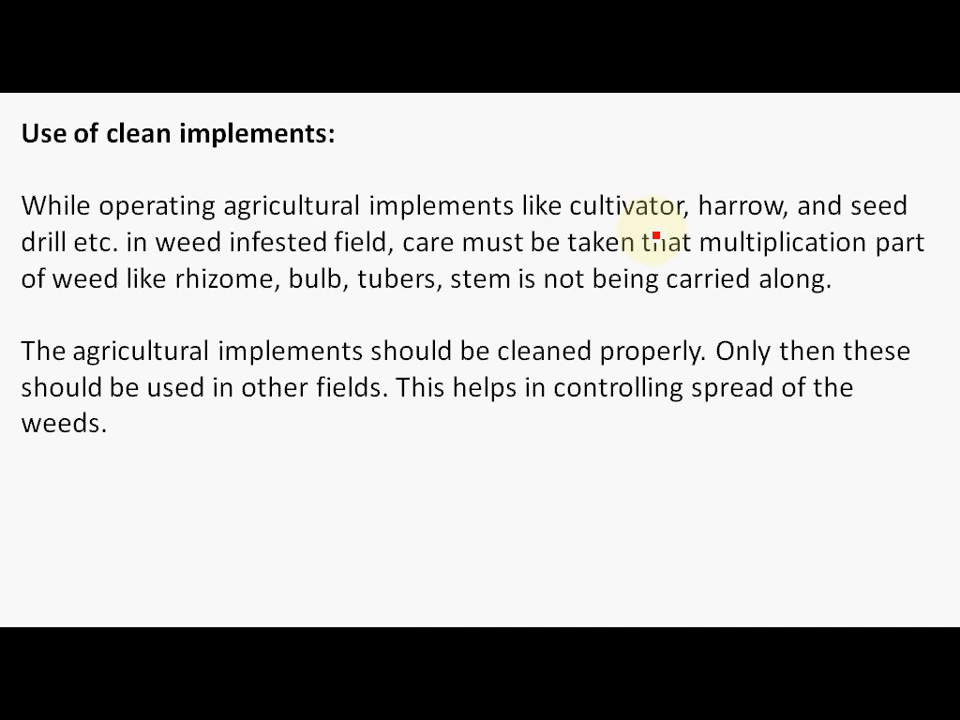 Use of clean implements:
While operating agricultural implements like cultivator, harrow, and seed
drill etc. in weed infested field, care must be taken that multiplication part
of weed like rhizome, bulb, tubers, stem is not being carried along.
The agricultural implements should be cleaned properly. Only then these
should be used in other fields. This helps in controlling spread of the
weeds.